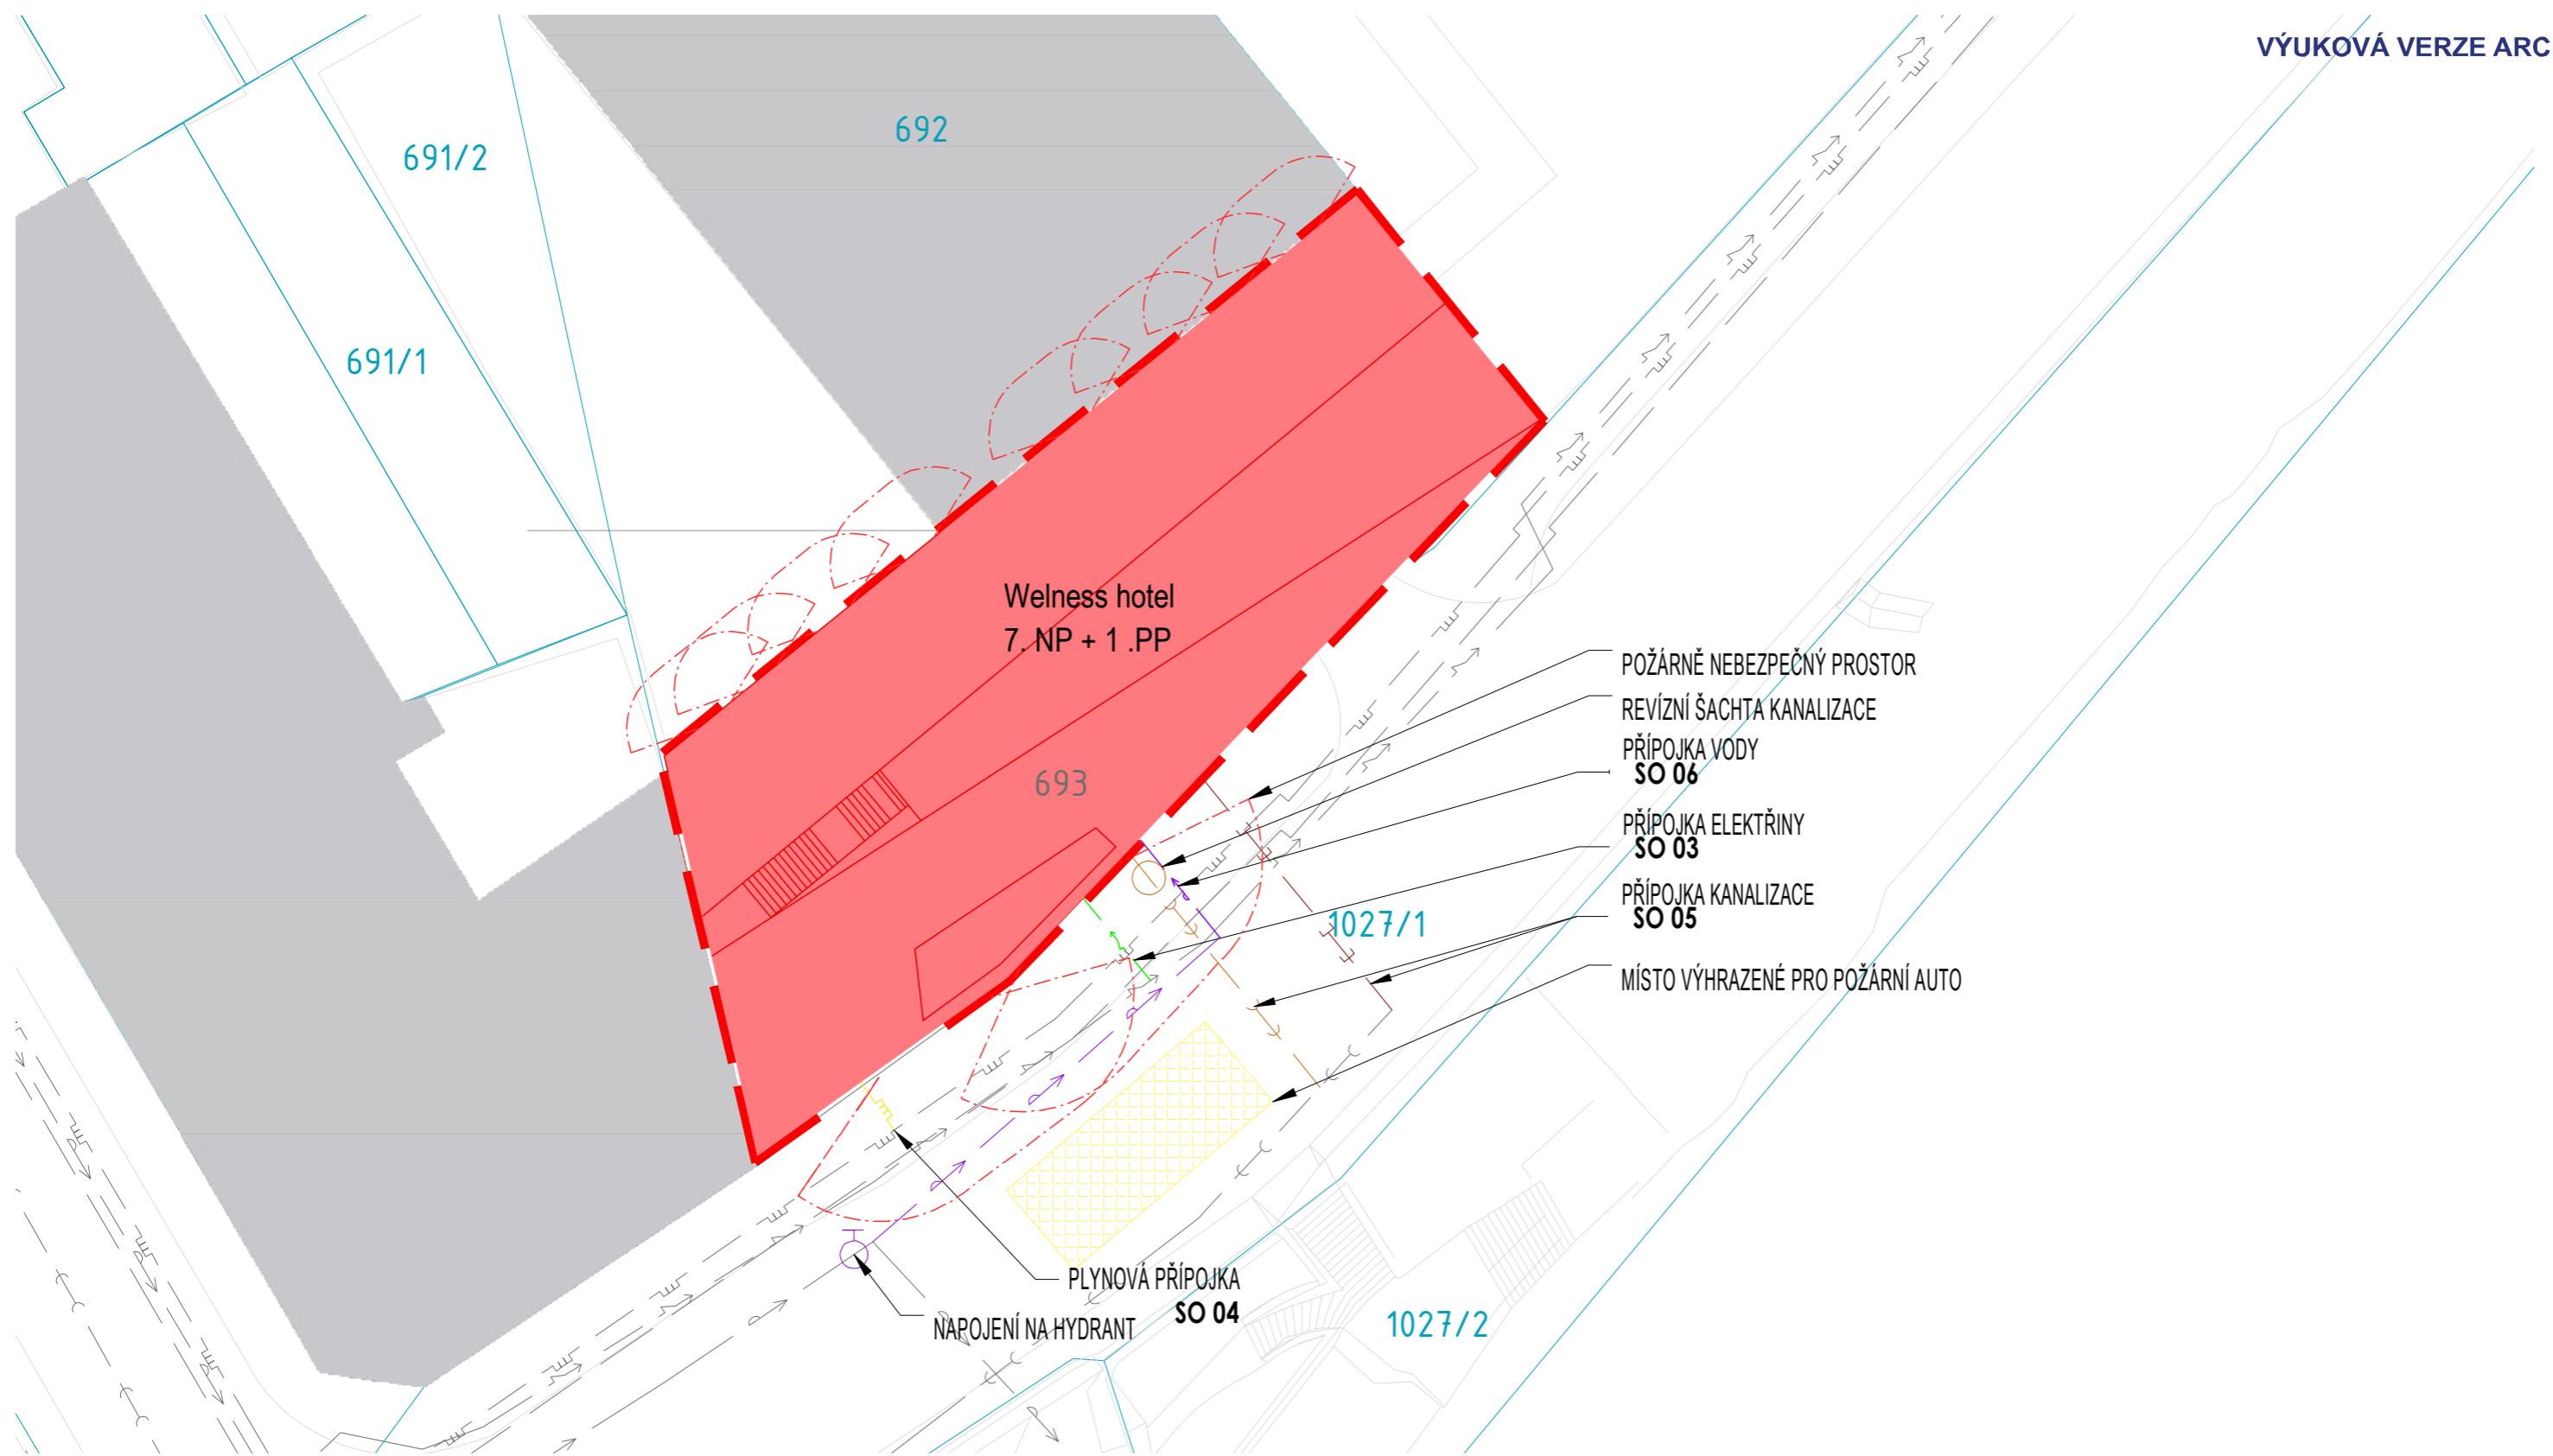 VÝUKOVÁ VERZE ARC
692
691/2
691/1
Welness hotel
7. NP + 1 .PP
693
POŽÁRNĚ NEBEZPEČNÝ PROSTOR
REVÍZNÍ ŠACHTA KANALIZACE
PŘÍPOJKA VODY
SO 06
PŘÍPOJKA ELEKTŘINY
SO 03
PŘÍPOJKA KANALIZACE
SO 05
1027/1
MÍSTO VÝHRAZENÉ PRO POŽÁRNÍ AUTO
PLYNOVÁ PŘÍPOJKA
SO 04
NAPOJENÍ NA HYDRANT
1027/2